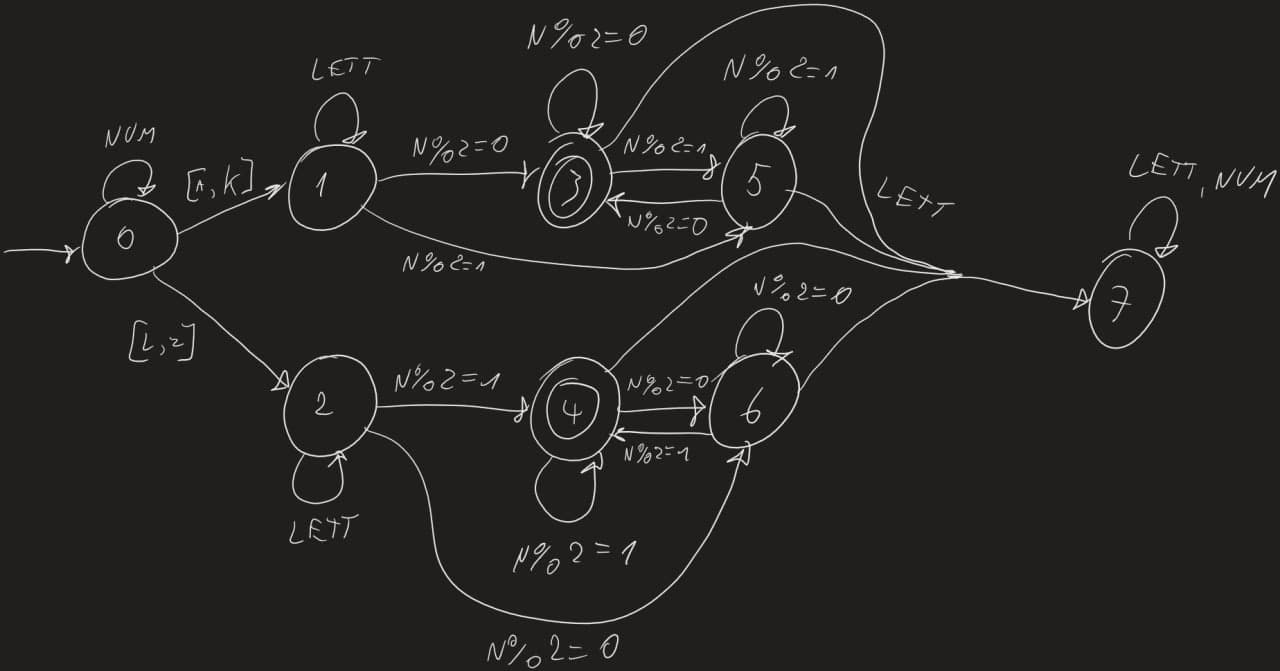 N%2=0
LETT
N%2=1
NUM
N%2=0
N%2=1
[A,K]
1
3
5
LETT
LETT, NUM
0
N%2=0
N%2=1
N%2=0
7
[L,z]
N%2=1
N%2=0
2
4
6
N%2=1
LETT
N%2=1
N%2=0